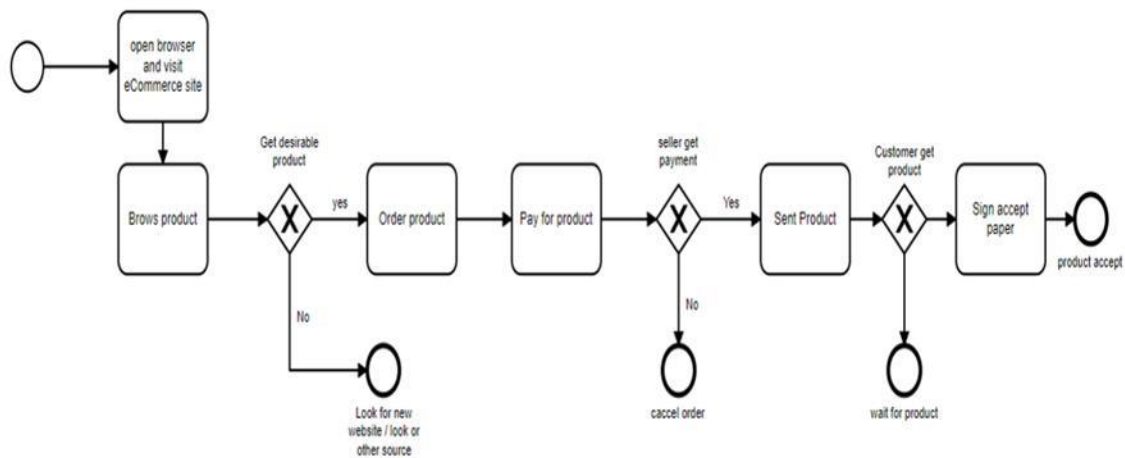 open browser
and visit
eCommerce site
Brows product
Get desirable
product
yes
No
Look for new
website / look or
other source
Order product
Pay for product
seller get
payment
Yes
No
caccel order
Sent Product
Customer get
product
wait for product
Sign accept
paper
product accept